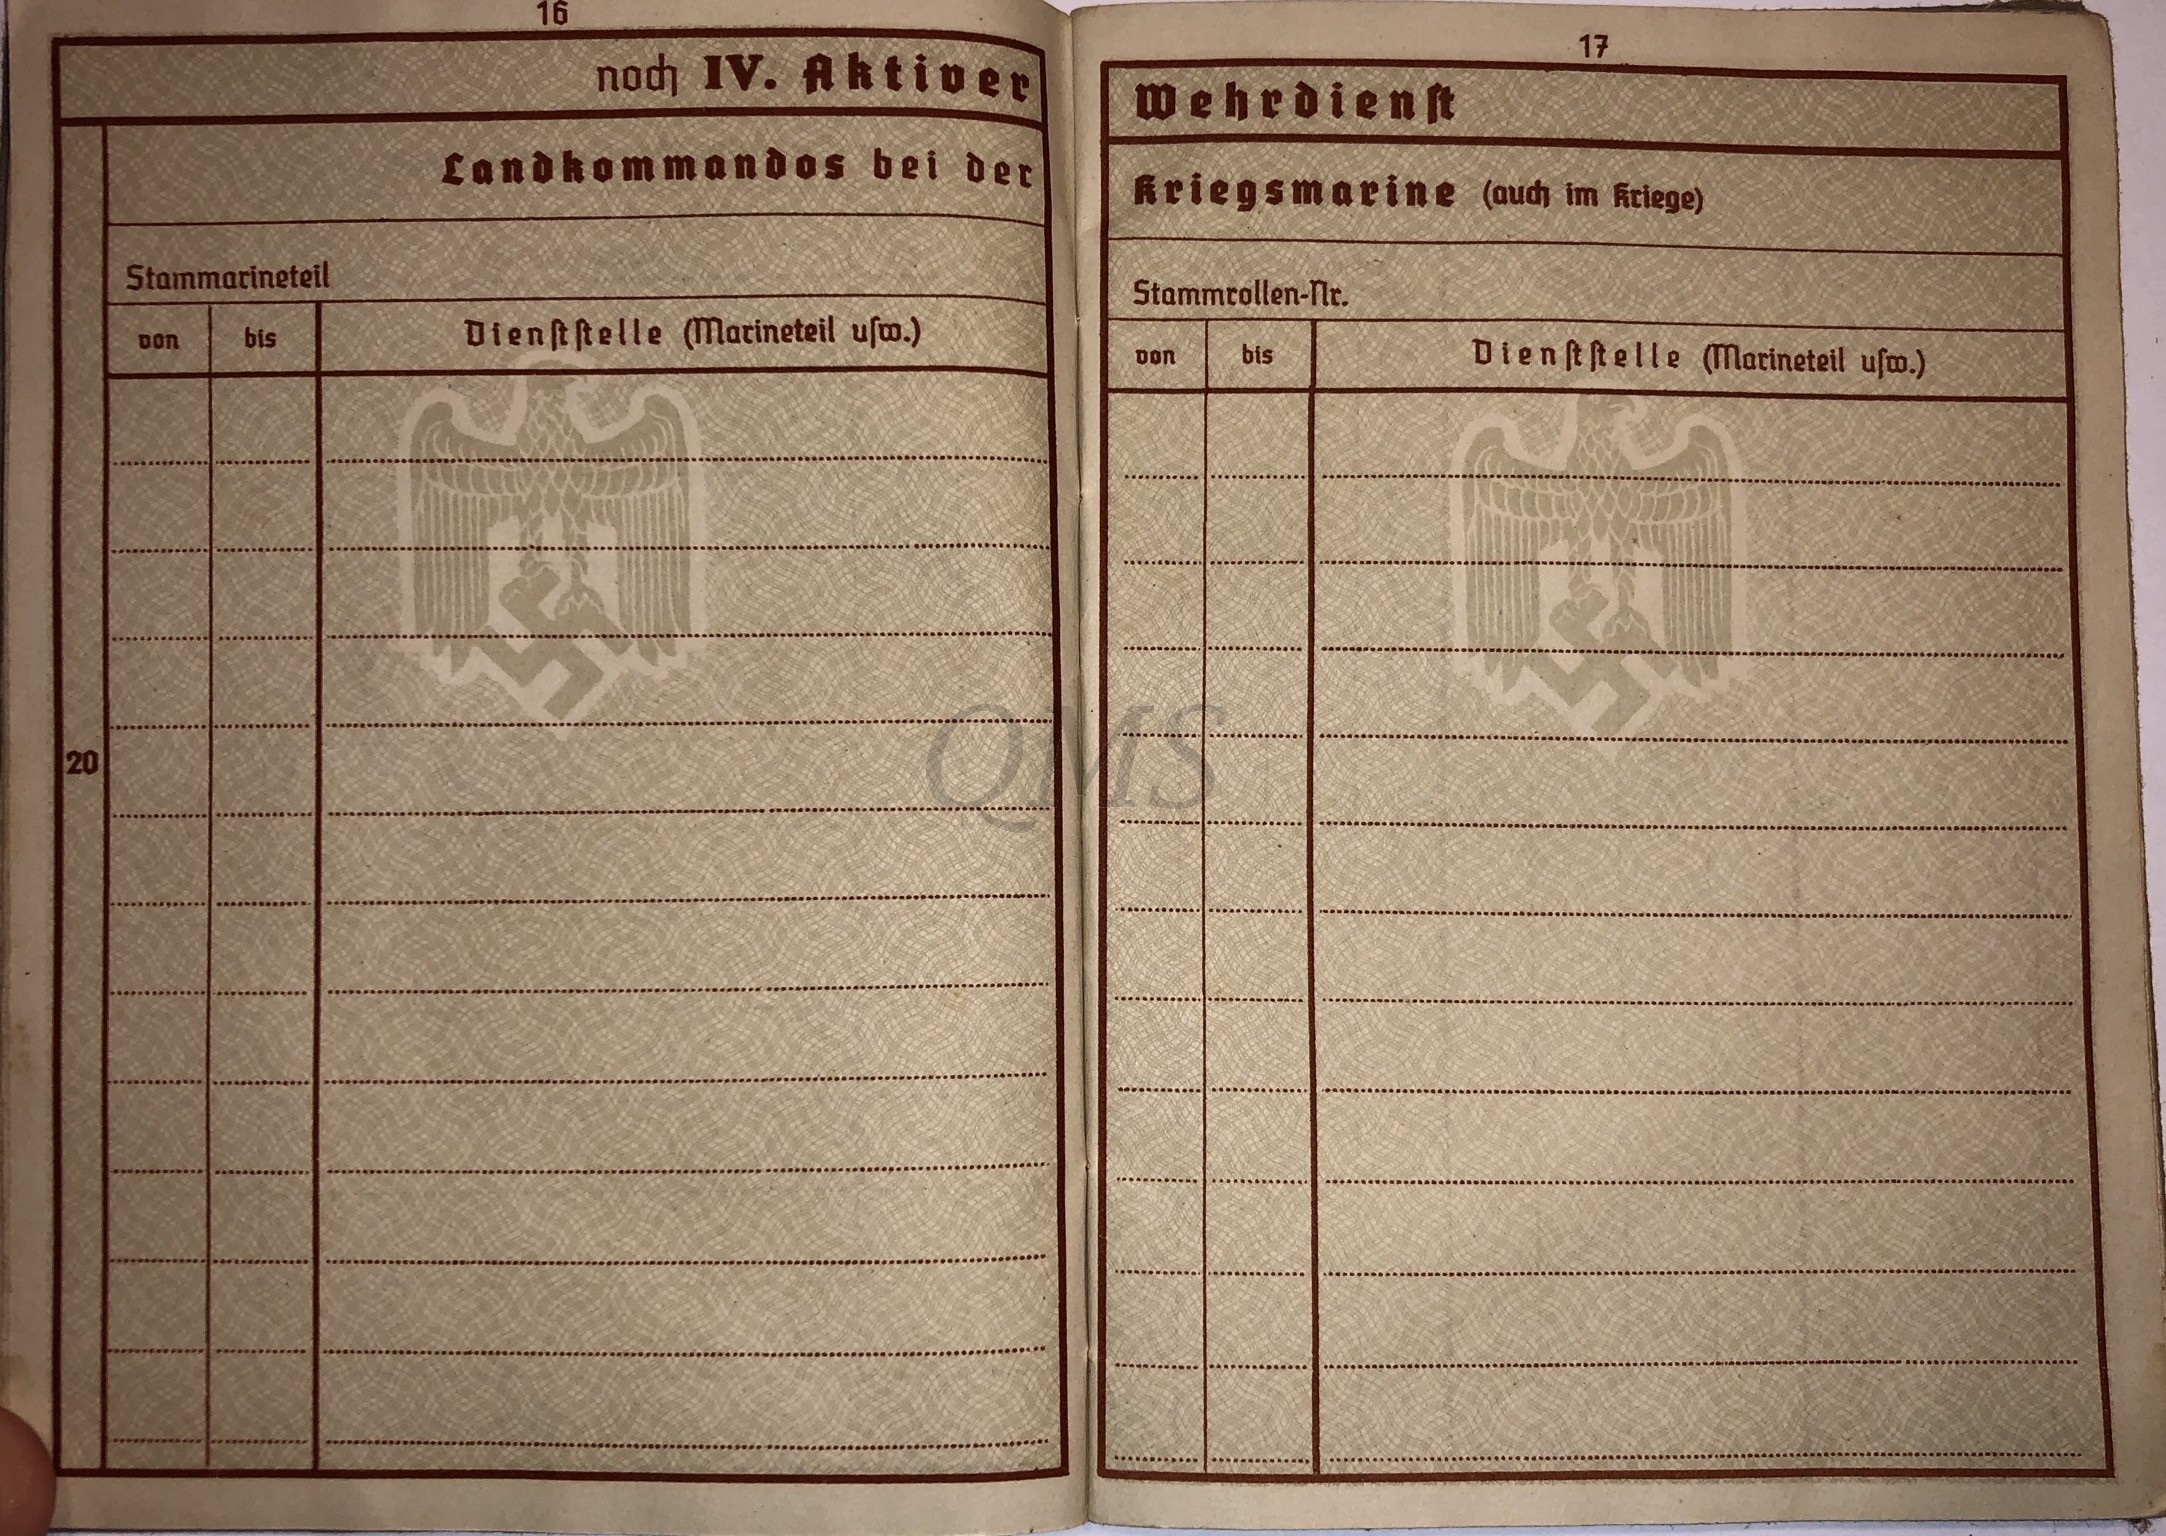 16
noch IV. Aktiver
Landkommandos bei der
Stammarineteil
von bis Dienststelle (Marineteil usw.)
20
17
Wehrdienst
Kriegsmarine (auch im Kriege)
Stammrollen-Nr.
von bis Dienststelle (Marineteil usw.)
QMS